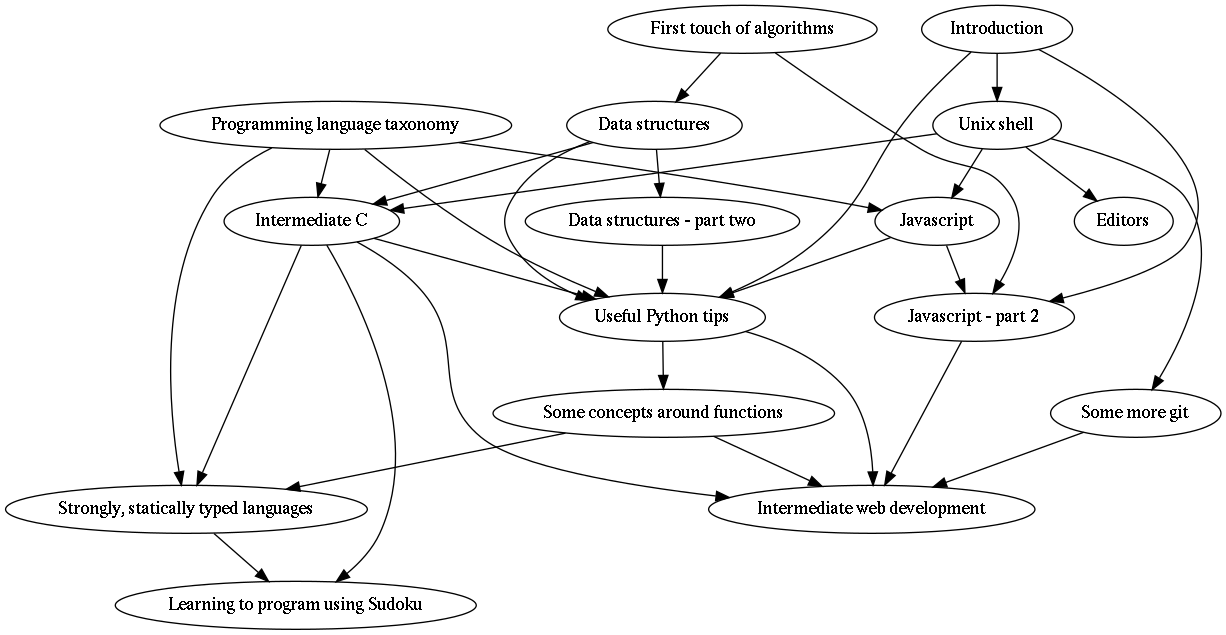 First touch of algorithms
Introduction
Programming language taxonomy
Data structures
Unix shell
Intermediate C
Data structures - part two
Javascript
Editors
Useful Python tips
Javascript - part 2
Some concepts around functions
Some more git
Strongly, statically typed languages
Intermediate web development
Learning to program using Sudoku